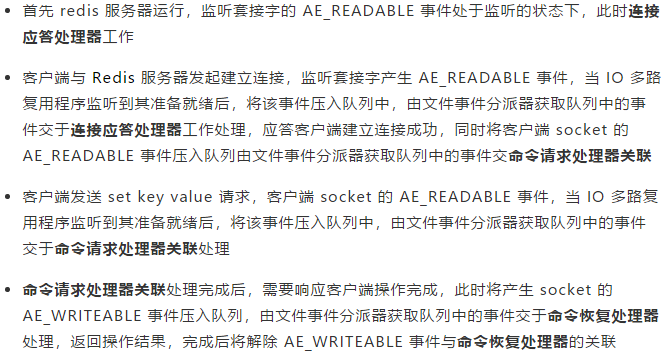 • 首先 redis 服务器运行，监听套接字的 AE_READABLE 事件处于监听的状态下，此时连接
应答处理器工作
• 客户端与 Redis 服务器发起建立连接，监听套接字产生 AE_READABLE 事件，当 IO 多路
复用程序监听到其准备就绪后，将该事件压入队列中，由文件事件分派器获取队列中的事
件交于连接应答处理器工作处理，应答客户端建立连接成功，同时将客户端 socket 的
AE_READABLE 事件压入队列由文件事件分派器获取队列中的事件交命令请求处理器关联
• 客户端发送 set key value 请求，客户端 socket 的 AE_READABLE 事件，当 IO 多路复
用程序监听到其准备就绪后，将该事件压入队列中，由文件事件分派器获取队列中的事件
交于命令请求处理器关联处理
• 命令请求处理器关联处理完成后，需要响应客户端操作完成，此时将产生 socket 的
AE_WRITEABLE 事件压入队列，由文件事件分派器获取队列中的事件交于命令恢复处理器
处理，返回操作结果，完成后将解除 AE_WRITEABLE 事件与命令恢复处理器的关联